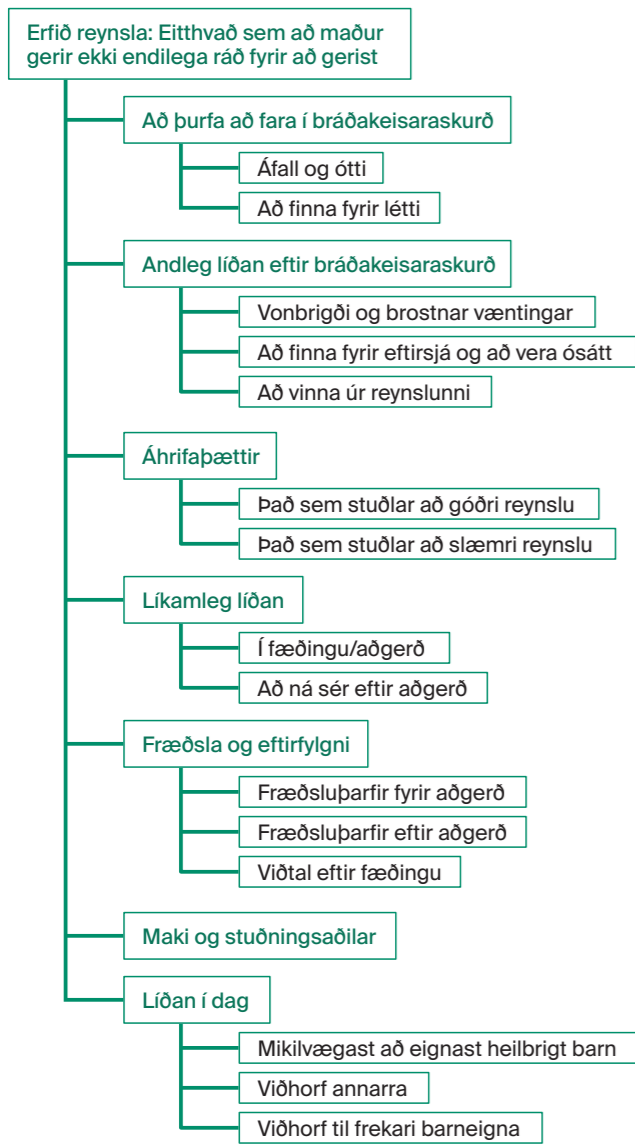 Erfið reynsla: Eitthvað sem að maður
gerir ekki endilega ráð fyrir að gerist
Að þurfa að fara í bráðakeisaraskurð
Áfall og ótti
Að finna fyrir létti
Andleg líðan eftir bráðakeisaraskurð
Vonbrigði og brostnar væntingar
Að finna fyrir eftirsjá og að vera ósátt
Að vinna úr reynslunni
Áhrifaþættir
Það sem stuðlar að góðri reynslu
Það sem stuðlar að slæmri reynslu
Líkamleg líðan
Í fæðingu/aðgerð
Að ná sér eftir aðgerð
Fræðsla og eftirfylgni
Fræðsluþarfir fyrir aðgerð
Fræðsluþarfir eftir aðgerð
Viðtal eftir fæðingu
Maki og stuðningsaðilar
Líðan í dag
Mikilvægast að eignast heilbrigt barn
Viðhorf annarra
Viðhorf til frekari barneigna